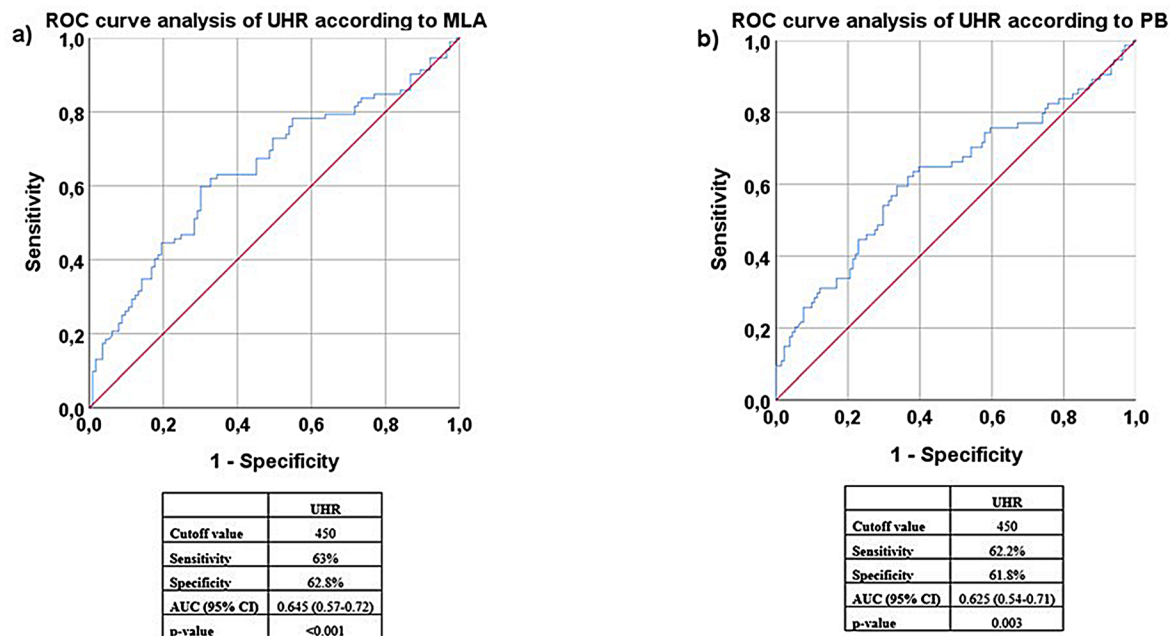 a)
ROC curve analysis of UHR according to MLA
1,0
0,8
0,6
0,4
0,2
0,0
Sensitivity
0,0 0,2 0,4 0,6 0,8 1,0
1 - Specificity
UHR
Cutoff value 450
Sensitivity 63%
Specificity 62.8%
AUC (95% CI) 0.645 (0.57-0.72)
p-value <0.001
b)
ROC curve analysis of UHR according to PB
1,0
0,8
0,6
0,4
0,2
0,0
Sensitivity
0,0 0,2 0,4 0,6 0,8 1,0
1 - Specificity
UHR
Cutoff value 450
Sensitivity 62.2%
Specificity 61.8%
AUC (95% CI) 0.625 (0.54-0.71)
p-value 0.003